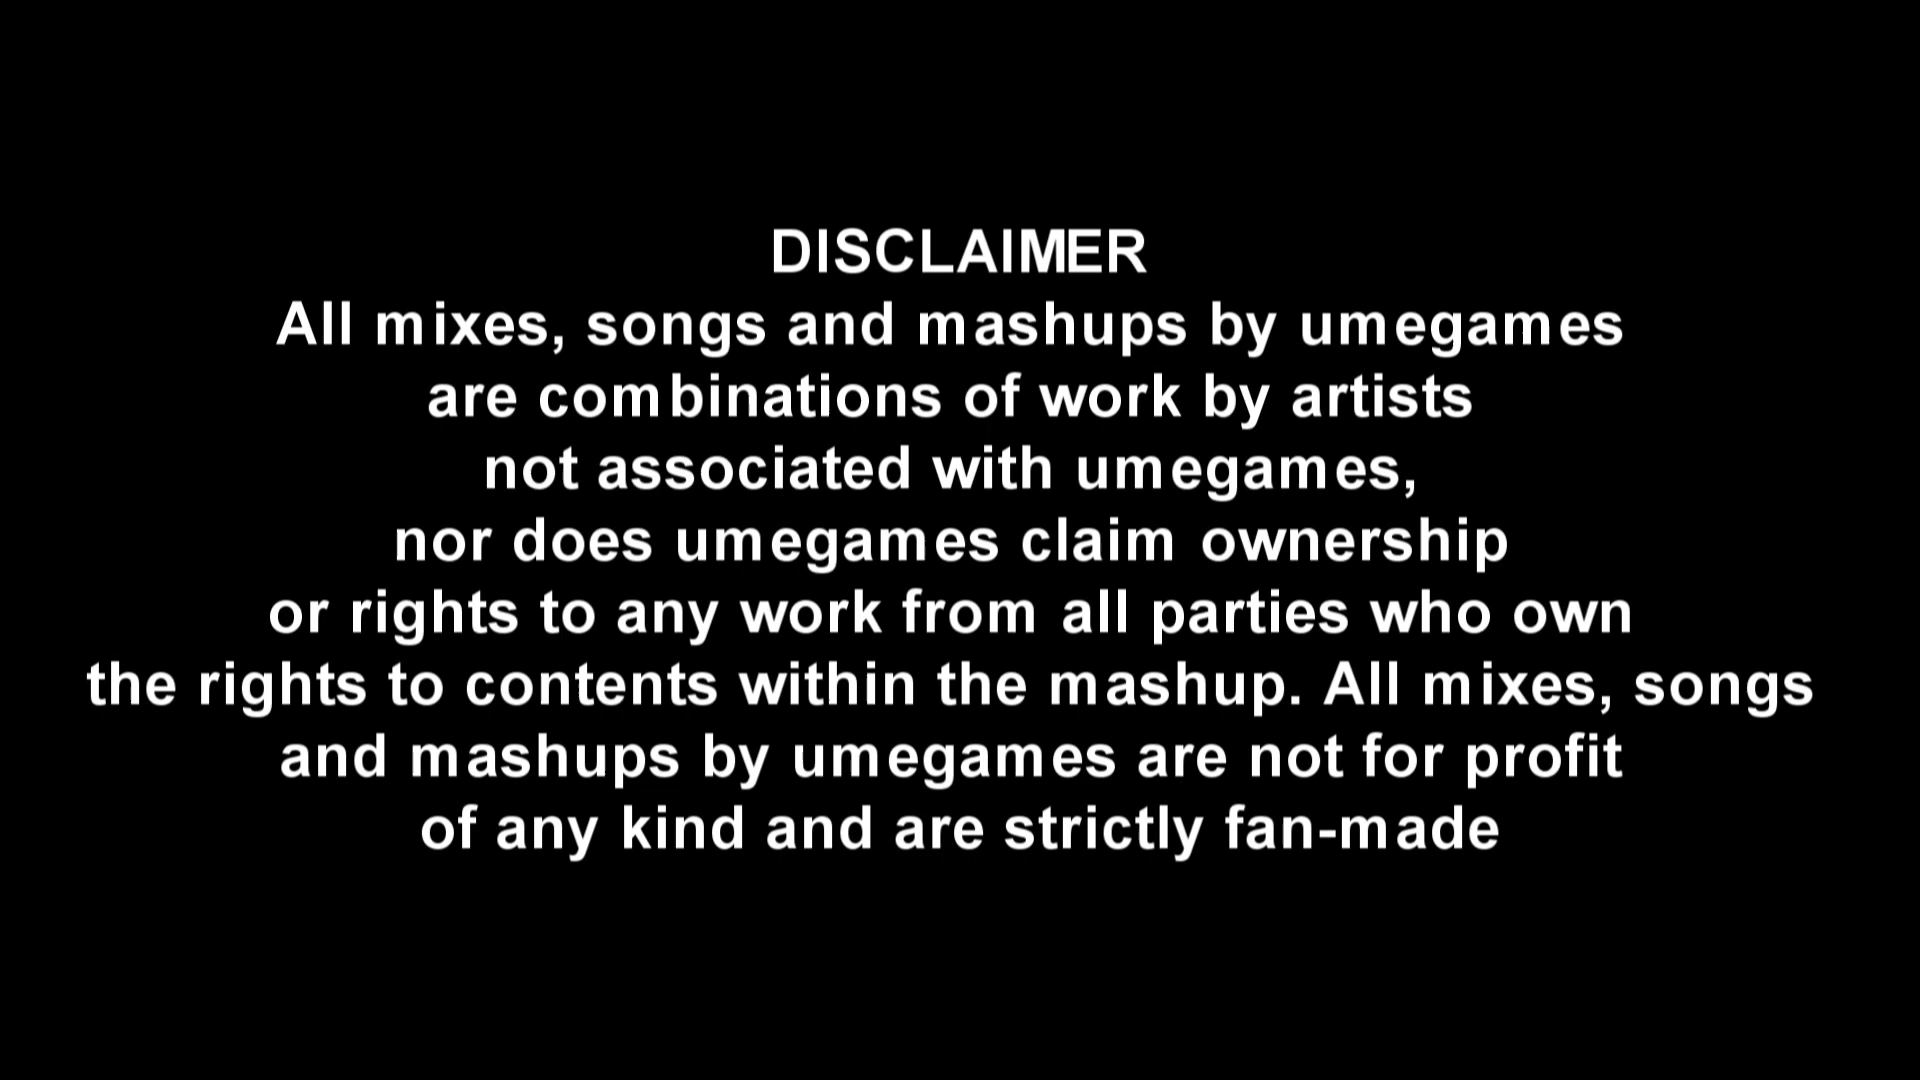 DISCLAIMER
All mixes, songs and mashups by umegames
are combinations of work by artists
not associated with umegames,
nor does umegames claim ownership
or rights to any work from all parties who own
the rights to contents within the mashup. All mixes, songs
and mashups by umegames are not for profit
of any kind and are strictly fan-made